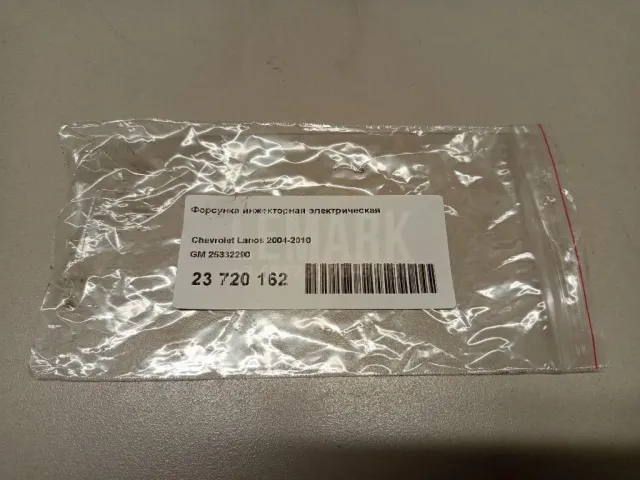 Форсунка инжекторная электрическая
Chevrolet Lanos 2004-2010
GM 25332290
23 720 162